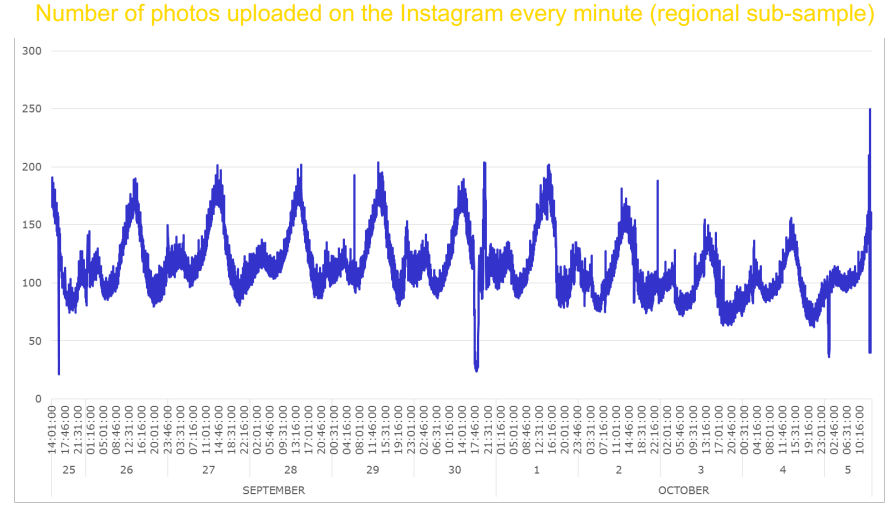 Number of photos uploaded on the Instagram every minute (regional sub-sample)
300
250
200
150
100
50
0
14:01:00 17:46:00 21:31:00 01:16:00 05:01:00 08:46:00 12:31:00 16:16:00 20:01:00 23:46:00 03:31:00 07:16:00 11:01:00 14:46:00 18:31:00 22:16:00 02:01:00 05:46:00 09:31:00 13:16:00 17:01:00 20:46:00 00:31:00 04:16:00 08:01:00 11:46:00 15:31:00 19:16:00 23:01:00 02:46:00 06:31:00 10:16:00 14:01:00 17:46:00 21:31:00 01:16:00 05:01:00 08:46:00 12:31:00 16:16:00 20:01:00 23:46:00 03:31:00 07:16:00 11:01:00 14:46:00 18:31:00 22:16:00 02:01:00 05:46:00 09:31:00 13:16:00 17:01:00 20:46:00 00:31:00 04:16:00 08:01:00 11:46:00 15:31:00 19:16:00 23:01:00 02:46:00 06:31:00 10:16:00
25 26 27 28 29 30 1 2 3 4 5
SEPTEMBER OCTOBER